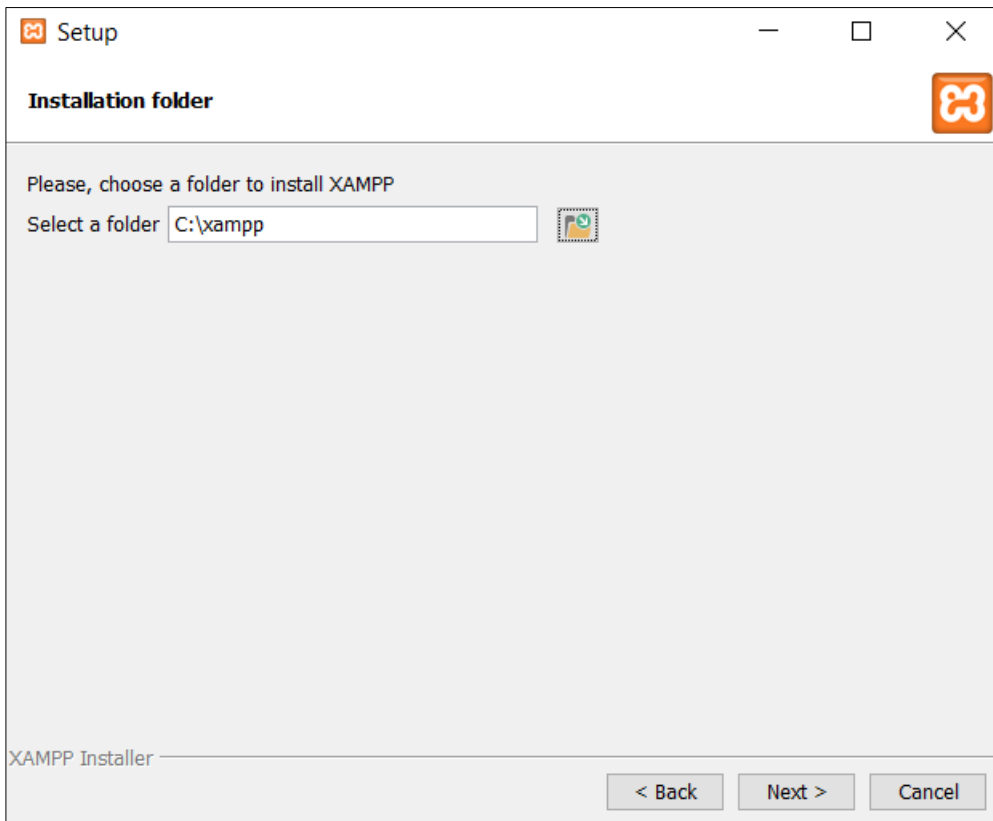 Setup
Installation folder
Please, choose a folder to install XAMPP
Select a folder C:\xampp
XAMPP Installer
< Back Next > Cancel